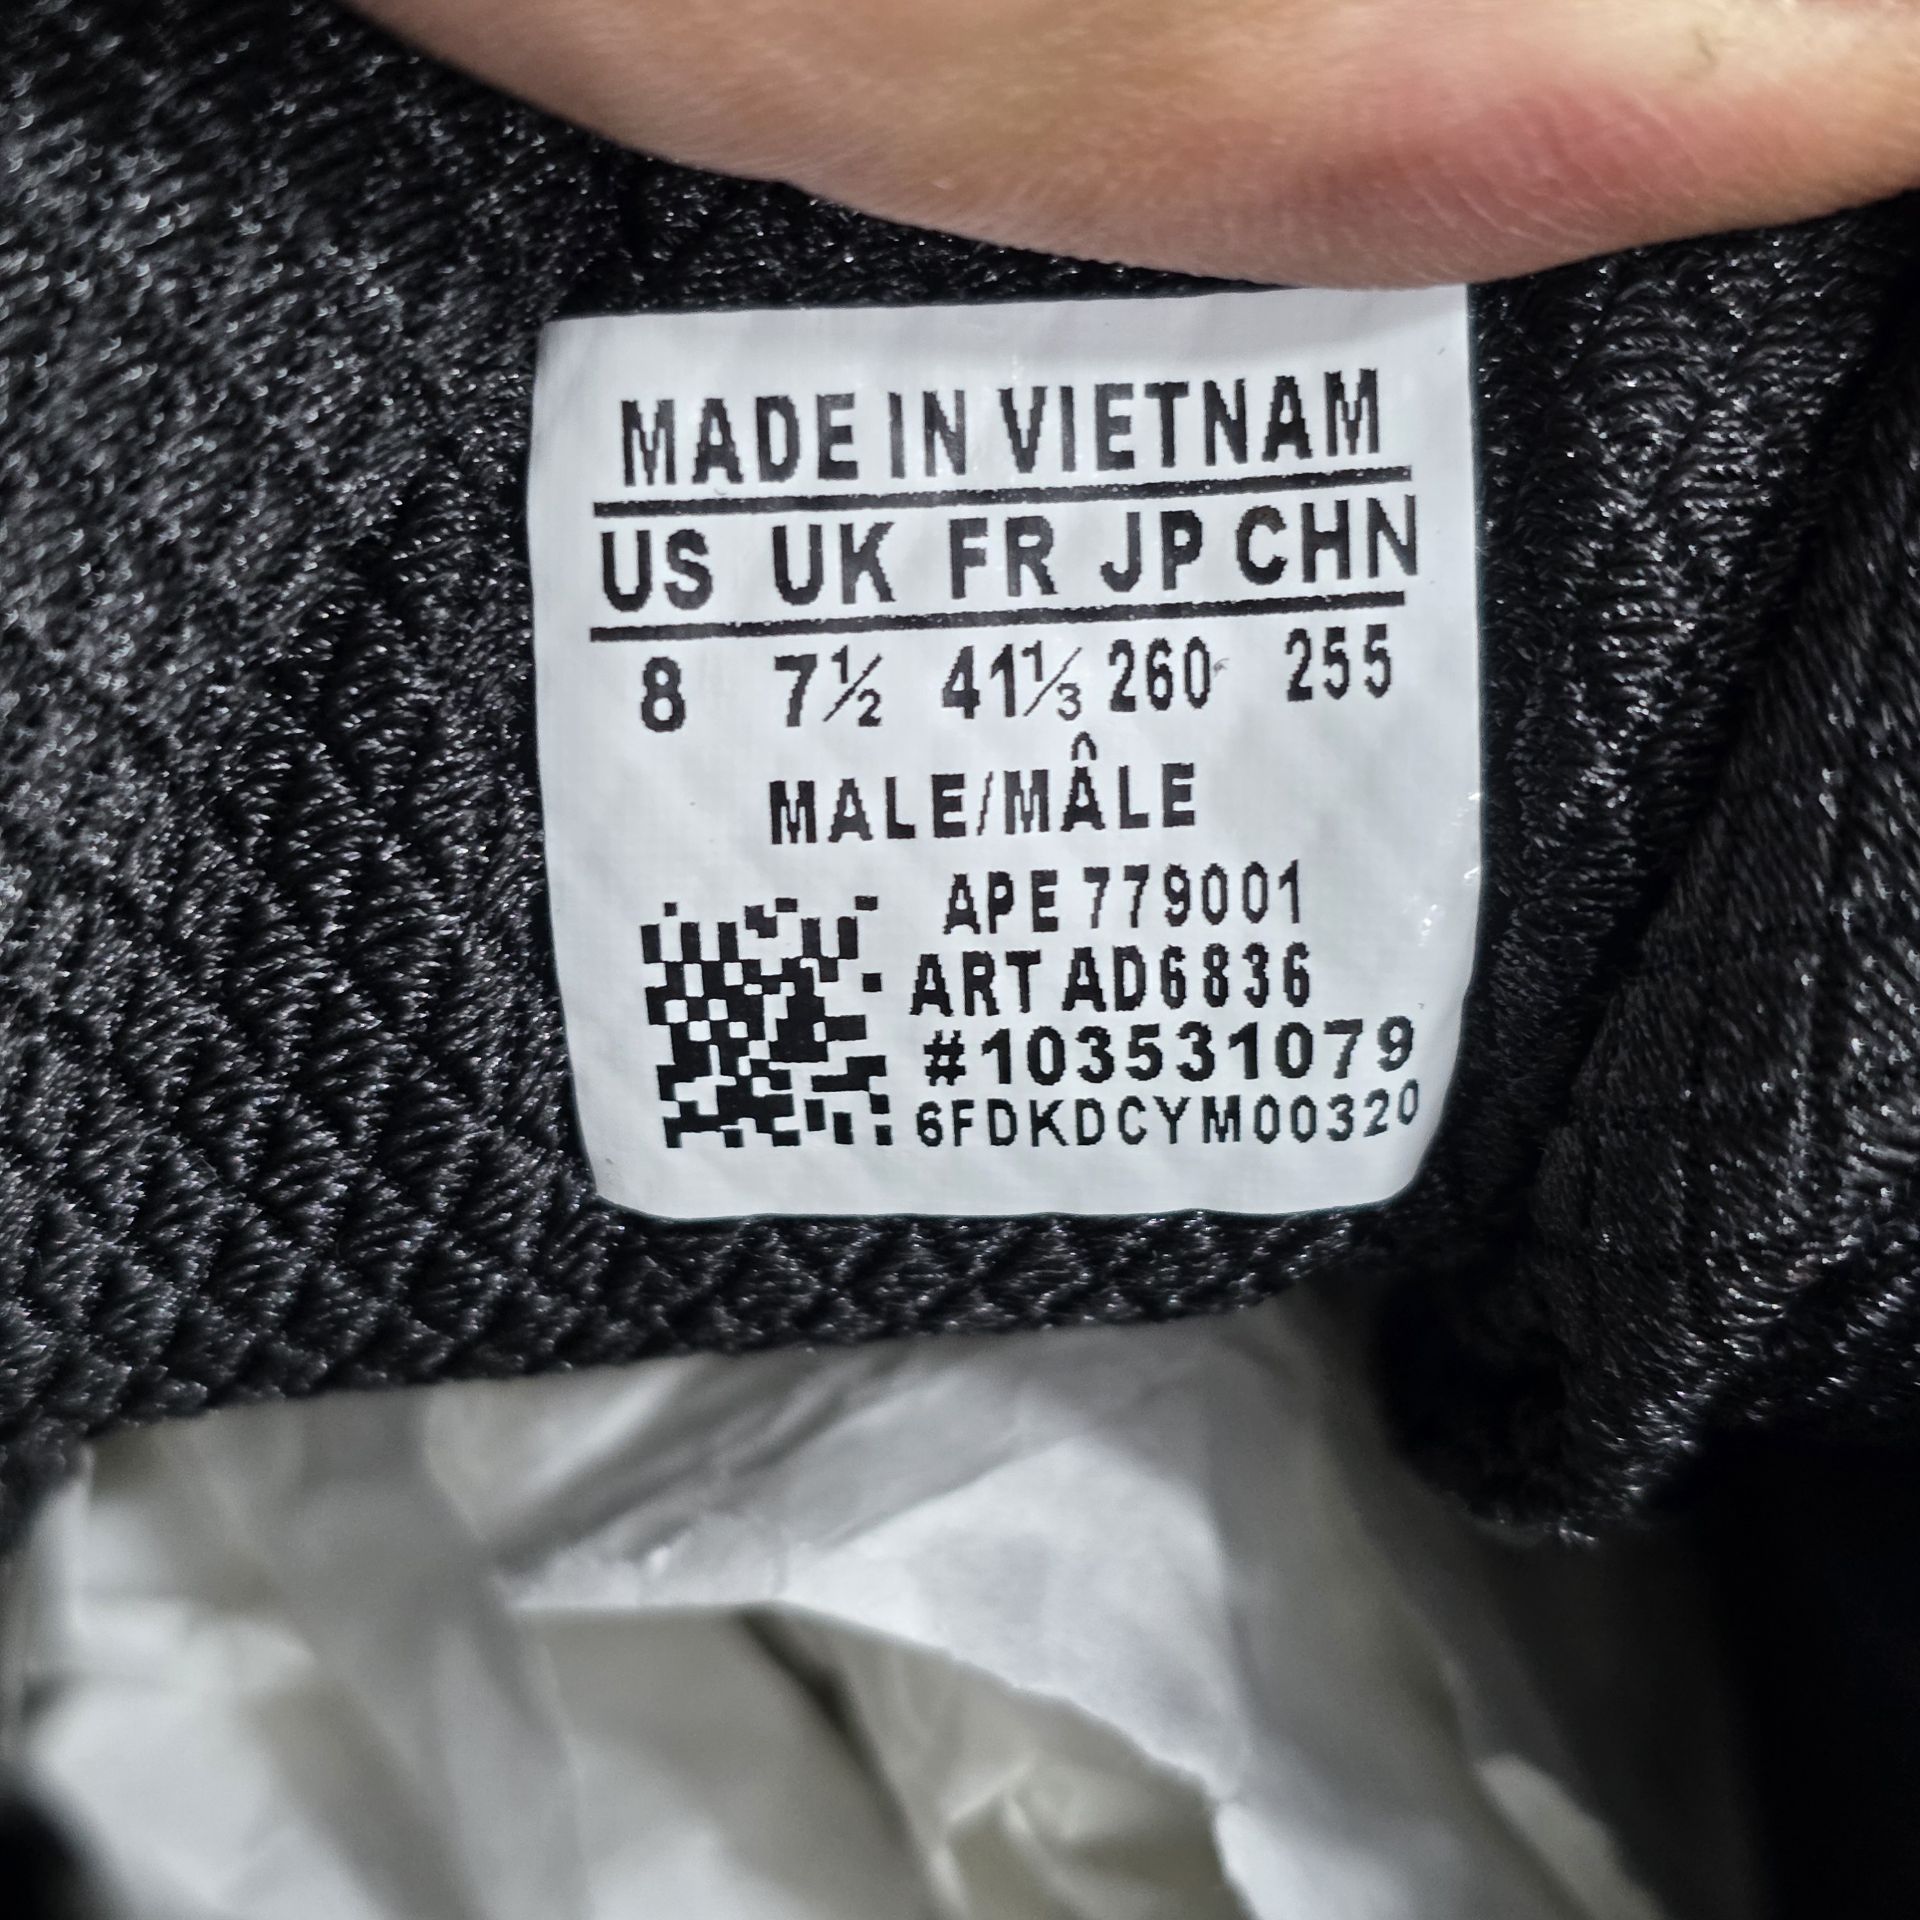 MADE IN VIETNAM
US UK FR JP CHN
8 7½ 41⅓ 260 255
MALE/MÂLE
APE 779001
ART AD6836
#103531079
6FDKDCYM00320